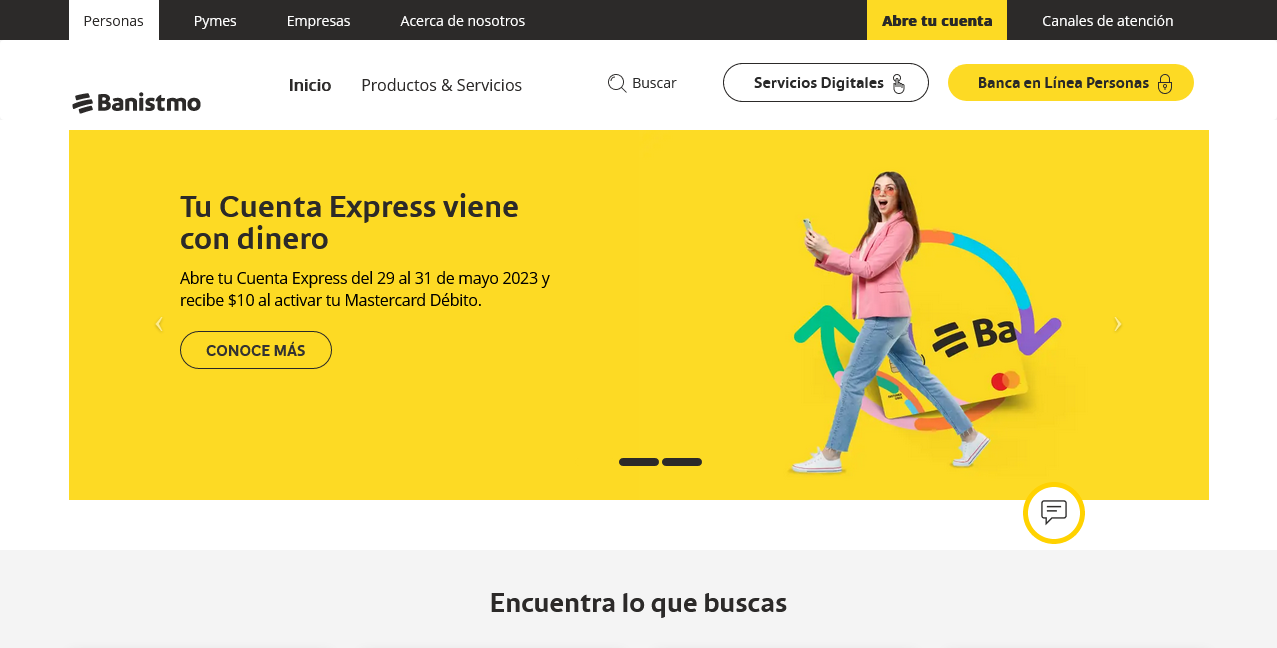 Personas
Pymes
Empresas
Acerca de nosotros
Abre tu cuenta
Canales de atención
Banistmo
Inicio
Productos & Servicios
Buscar
Servicios Digitales
Banca en Línea Personas
Tu Cuenta Express viene
con dinero
Abre tu Cuenta Express del 29 al 31 de mayo 2023 y
recibe $10 al activar tu Mastercard Débito.
CONOCE MÁS
Ba
Encuentra lo que buscas